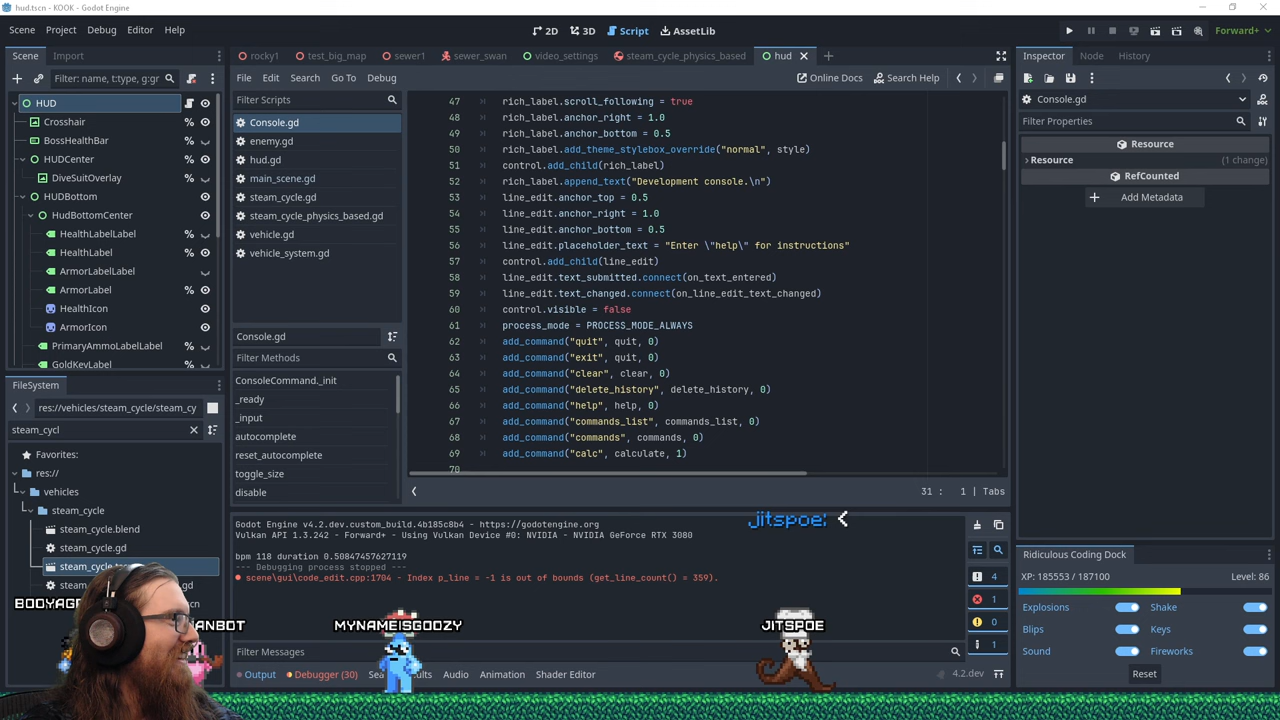 hud.tscn - KOOK - Godot Engine
Scene Project Debug Editor Help
2D 3D Script AssetLib
Forward+
Scene Import
Filter: name, t:type, g:gr
HUD
Crosshair
BossHealthBar
HUDCenter
DiveSuitOverlay
HUDBottom
HudBottomCenter
HealthLabelLabel
HealthLabel
ArmorLabelLabel
ArmorLabel
HealthIcon
ArmorIcon
PrimaryAmmoLabelLabel
GoldKeyLabel
FileSystem
res://vehicles/steam_cycle/steam_cy
steam_cycl
Favorites:
res://
vehicles
steam_cycle
steam_cycle.blend
steam_cycle.gd
rocky1 test_big_map sewer1 sewer_swan video_settings steam_cycle_physics_based hud
File Edit Search Go To Debug
Online Docs Search Help
Filter Scripts
Console.gd
enemy.gd
hud.gd
main_scene.gd
steam_cycle.gd
steam_cycle_physics_based.gd
vehicle.gd
vehicle_system.gd
Console.gd
Filter Methods
ConsoleCommand._init
_ready
_input
autocomplete
reset_autocomplete
toggle_size
disable
47 rich_label.scroll_following = true
48 rich_label.anchor_right = 1.0
49 rich_label.anchor_bottom = 0.5
50 rich_label.add_theme_stylebox_override("normal", style)
51 control.add_child(rich_label)
52 rich_label.append_text("Development console.\n")
53 line_edit.anchor_top = 0.5
54 line_edit.anchor_right = 1.0
55 line_edit.anchor_bottom = 0.5
56 line_edit.placeholder_text = "Enter \"help\" for instructions"
57 control.add_child(line_edit)
58 line_edit.text_submitted.connect(on_text_entered)
59 line_edit.text_changed.connect(on_line_edit_text_changed)
60 control.visible = false
61 process_mode = PROCESS_MODE_ALWAYS
62 add_command("quit", quit, 0)
63 add_command("exit", quit, 0)
64 add_command("clear", clear, 0)
65 add_command("delete_history", delete_history, 0)
66 add_command("help", help, 0)
67 add_command("commands_list", commands_list, 0)
68 add_command("commands", commands, 0)
69 add_command("calc", calculate, 1)
70
31 : 1 | Tabs
Godot Engine v4.2.dev.custom_build.4b185c8b4 - https://godotengine.org
Vulkan API 1.3.242 - Forward+ - Using Vulkan Device #0: NVIDIA - NVIDIA GeForce RTX 3080
bpm 118 duration 0.50847457627119
--- Debugging process stopped ---
scene\gui\code_edit.cpp:1704 - Index p_line = -1 is out of bounds (get_line_count() = 359).
jitspoe: <
4
1
0
1
MYNAMEISGOOZY
JITSPOE
Filter Messages
Output Debugger (30) Audio Animation Shader Editor
4.2.dev
Inspector Node History
Console.gd
Filter Properties
Resource
Resource (1 change)
RefCounted
Add Metadata
Ridiculous Coding Dock
XP: 185553 / 187100 Level: 86
Explosions Shake
Blips Keys
Sound Fireworks
Reset